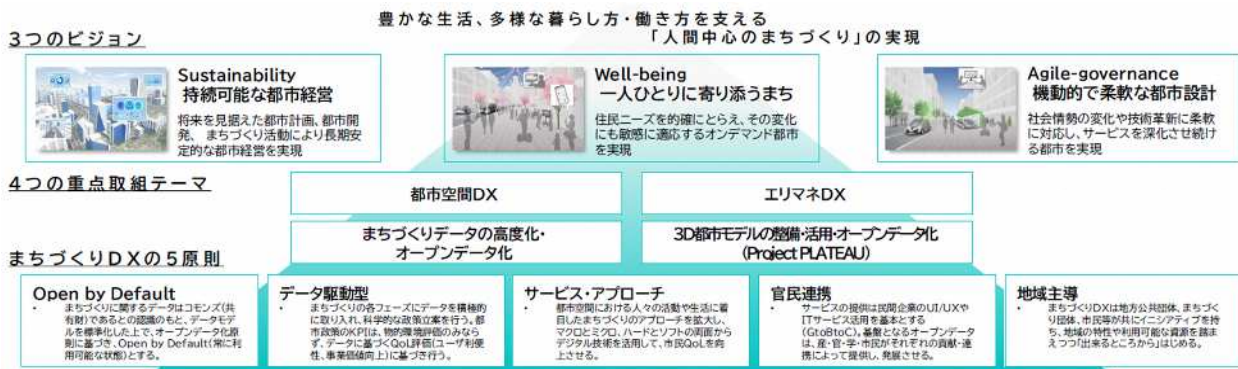 豊かな生活、多様な暮らし方・働き方を支える
「人間中心のまちづくり」の実現
3つのビジョン
Sustainability
持続可能な都市経営
将来を見据えた都市計画、都市開
発、まちづくり活動により長期安
定的な都市経営を実現
Well-being
一人ひとりに寄り添うまち
住民ニーズを的確にとらえ、その変化
にも敏感に適応するオンデマンド都市
を実現
Agile-governance
機動的で柔軟な都市設計
社会情勢の変化や技術革新に柔軟
に対応し、サービスを深化させ続け
る都市を実現
4つの重点取組テーマ
都市空間DX
エリマネDX
まちづくりデータの高度化・
オープンデータ化
3D都市モデルの整備・活用・オープンデータ化
(Project PLATEAU)
まちづくりDXの5原則
Open by Default
・ まちづくりに関するデータはコモンズ(共
有財)であるとの認識のもと、データモデ
ルを標準化した上で、オープンデータ化原
則に基づき、Open by Default(常に利
用可能な状態)とする。
データ駆動型
・ まちづくりの各フェーズにデータを積極的
に取り入れ、科学的な政策立案を行う。都
市政策のKPIは、物的環境評価のみなら
ず、データに基づくQoL評価(ユーザ利便
性、事業価値向上)に基づき行う。
サービス・アプローチ
・ 都市空間における人々の活動や生活に着
目したまちづくりのアプローチを拡大し、
マクロとミクロ、ハードとソフトの両面から
デジタル技術を活用して、市民QoLを向
上させる。
官民連携
・ サービスの提供は民間企業のUI/UXや
ITサービス活用を基本とする
(GtoBtoC)。基盤となるオープンデータ
は、産・官・学・市民がそれぞれの貢献・連
携によって提供し、発展させる。
地域主導
・ まちづくりDXは地方公共団体、まちづく
り団体、市民等が共にイニシアティブを持
ち、地域の特性や利用可能な資源を踏ま
えつつ「出来るところから」はじめる。